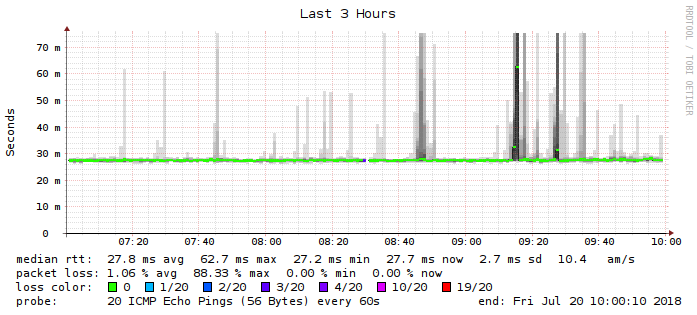 Last 3 Hours
RRDTOOL / TOBI OETIKER
Seconds
70 m
60 m
50 m
40 m
30 m
20 m
10 m
0
07:20 07:40 08:00 08:20 08:40 09:00 09:20 09:40 10:00
median rtt: 27.8 ms avg 62.7 ms max 27.2 ms min 27.7 ms now 2.7 ms sd 10.4 am/s
packet loss: 1.06 % avg 88.33 % max 0.00 % min 0.00 % now
loss color: 0 1/20 2/20 3/20 4/20 10/20 19/20
probe: 20 ICMP Echo Pings (56 Bytes) every 60s end: Fri Jul 20 10:00:10 2018